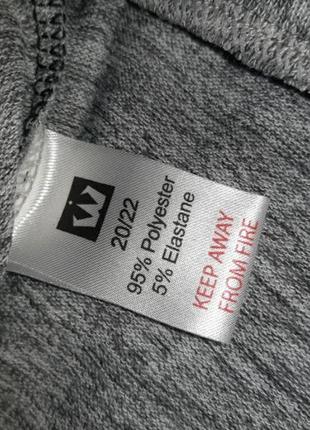 20/22
95% Polyester
5% Elastane
KEEP AWAY
FROM FIRE